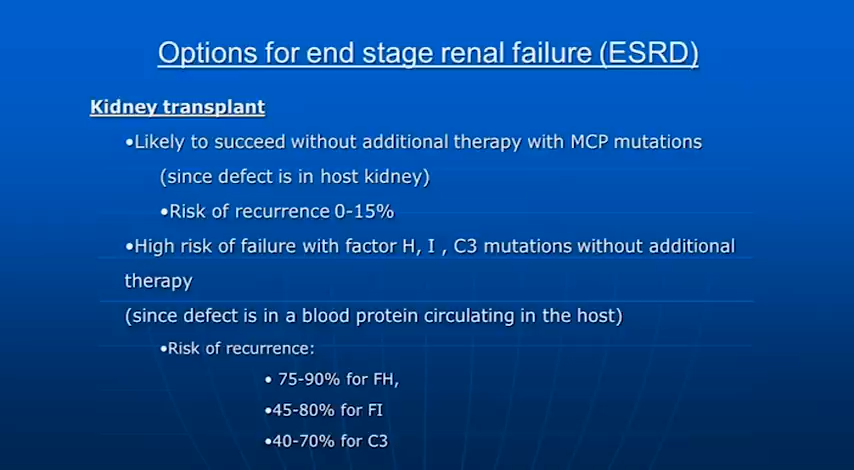 Options for end stage renal failure (ESRD)
Kidney transplant
•Likely to succeed without additional therapy with MCP mutations
(since defect is in host kidney)
•Risk of recurrence 0-15%
•High risk of failure with factor H, I , C3 mutations without additional
therapy
(since defect is in a blood protein circulating in the host)
•Risk of recurrence:
• 75-90% for FH,
•45-80% for FI
•40-70% for C3